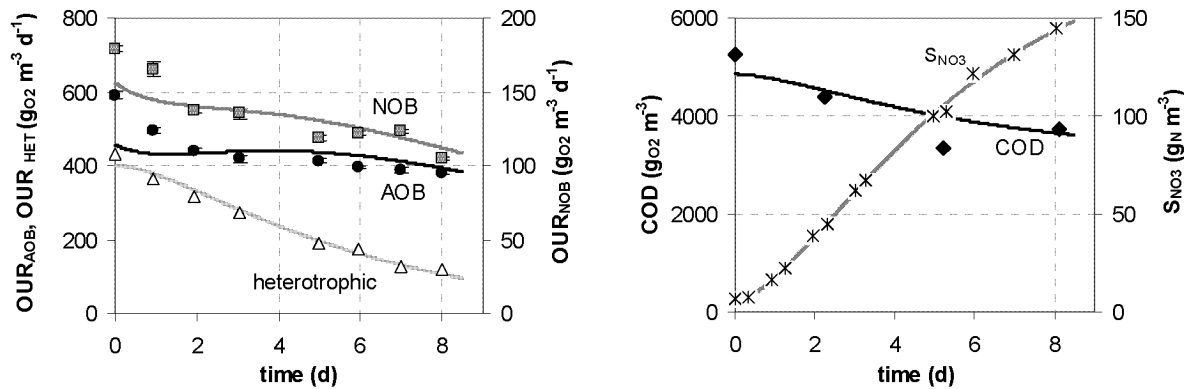 800
600
400
200
0
200
150
100
50
0
0 2 4 6 8
time (d)
OUR_AOB, OUR_HET (g_O2 m⁻³ d⁻¹)
OUR_NOB (g_O2 m⁻³ d⁻¹)
NOB
AOB
heterotrophic
6000
4000
2000
0
150
100
50
0
0 2 4 6 8
time (d)
COD (g_O2 m⁻³)
S_NO3 (g_N m⁻³)
S_NO3
COD